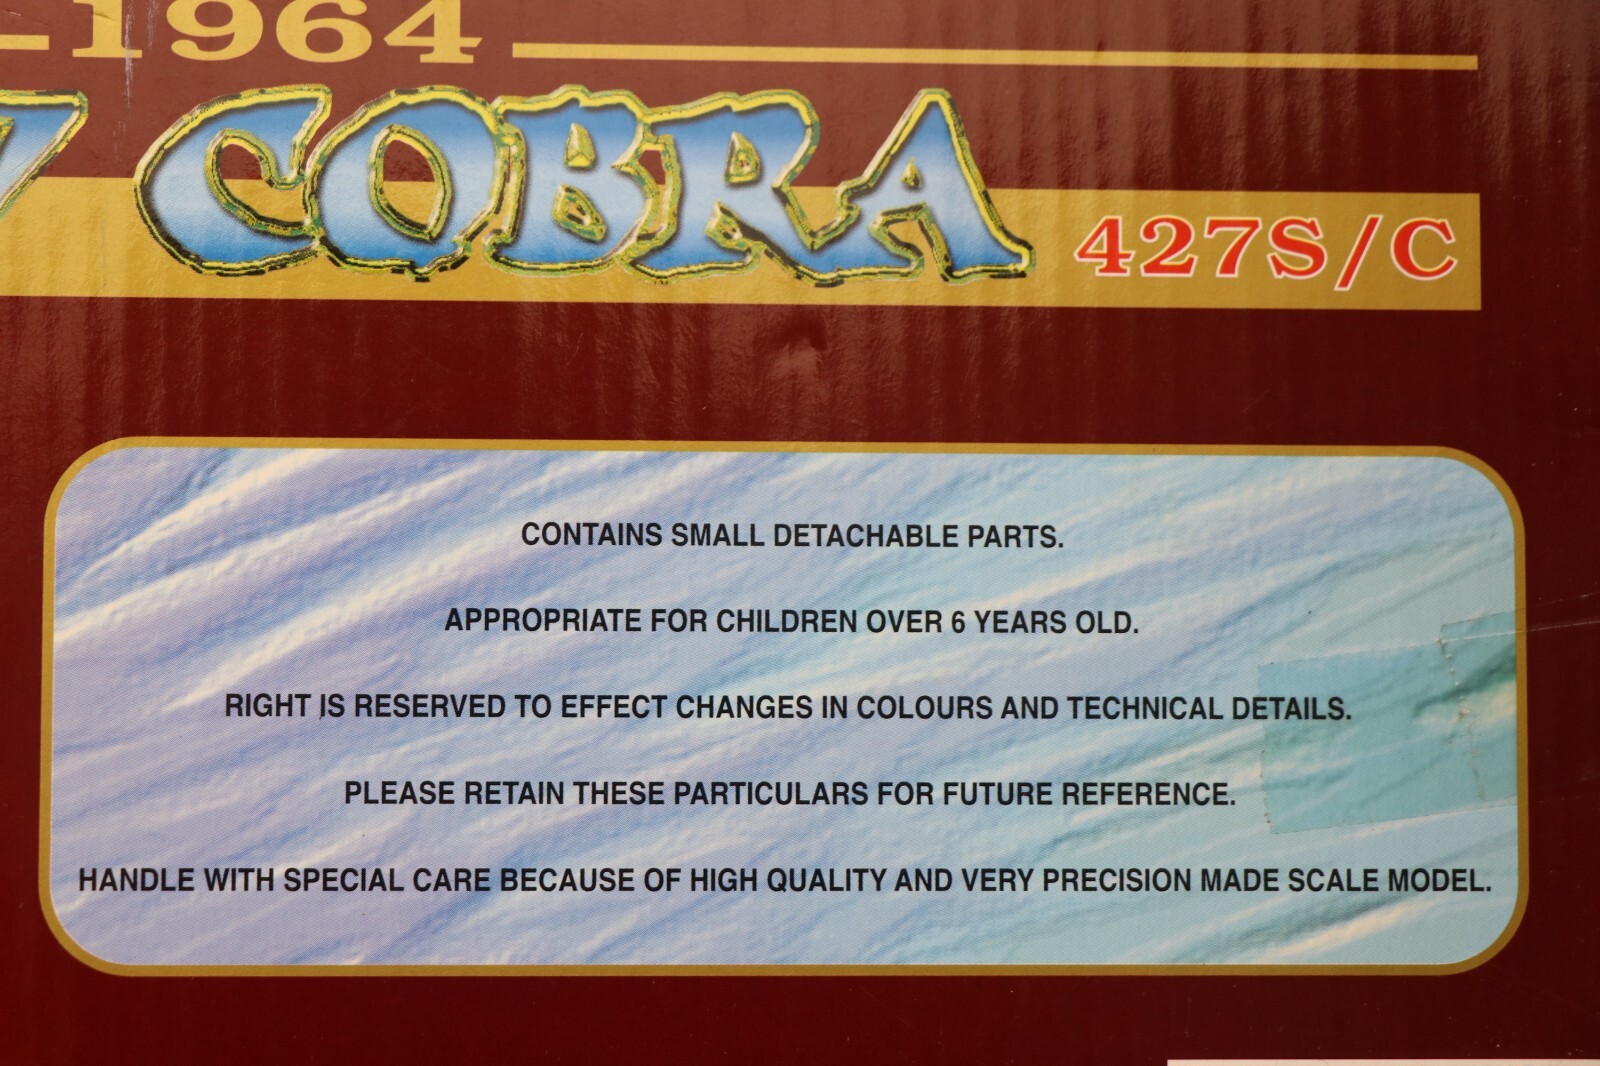 1964
COBRA 427S/C
CONTAINS SMALL DETACHABLE PARTS.
APPROPRIATE FOR CHILDREN OVER 6 YEARS OLD.
RIGHT IS RESERVED TO EFFECT CHANGES IN COLOURS AND TECHNICAL DETAILS.
PLEASE RETAIN THESE PARTICULARS FOR FUTURE REFERENCE.
HANDLE WITH SPECIAL CARE BECAUSE OF HIGH QUALITY AND VERY PRECISION MADE SCALE MODEL.